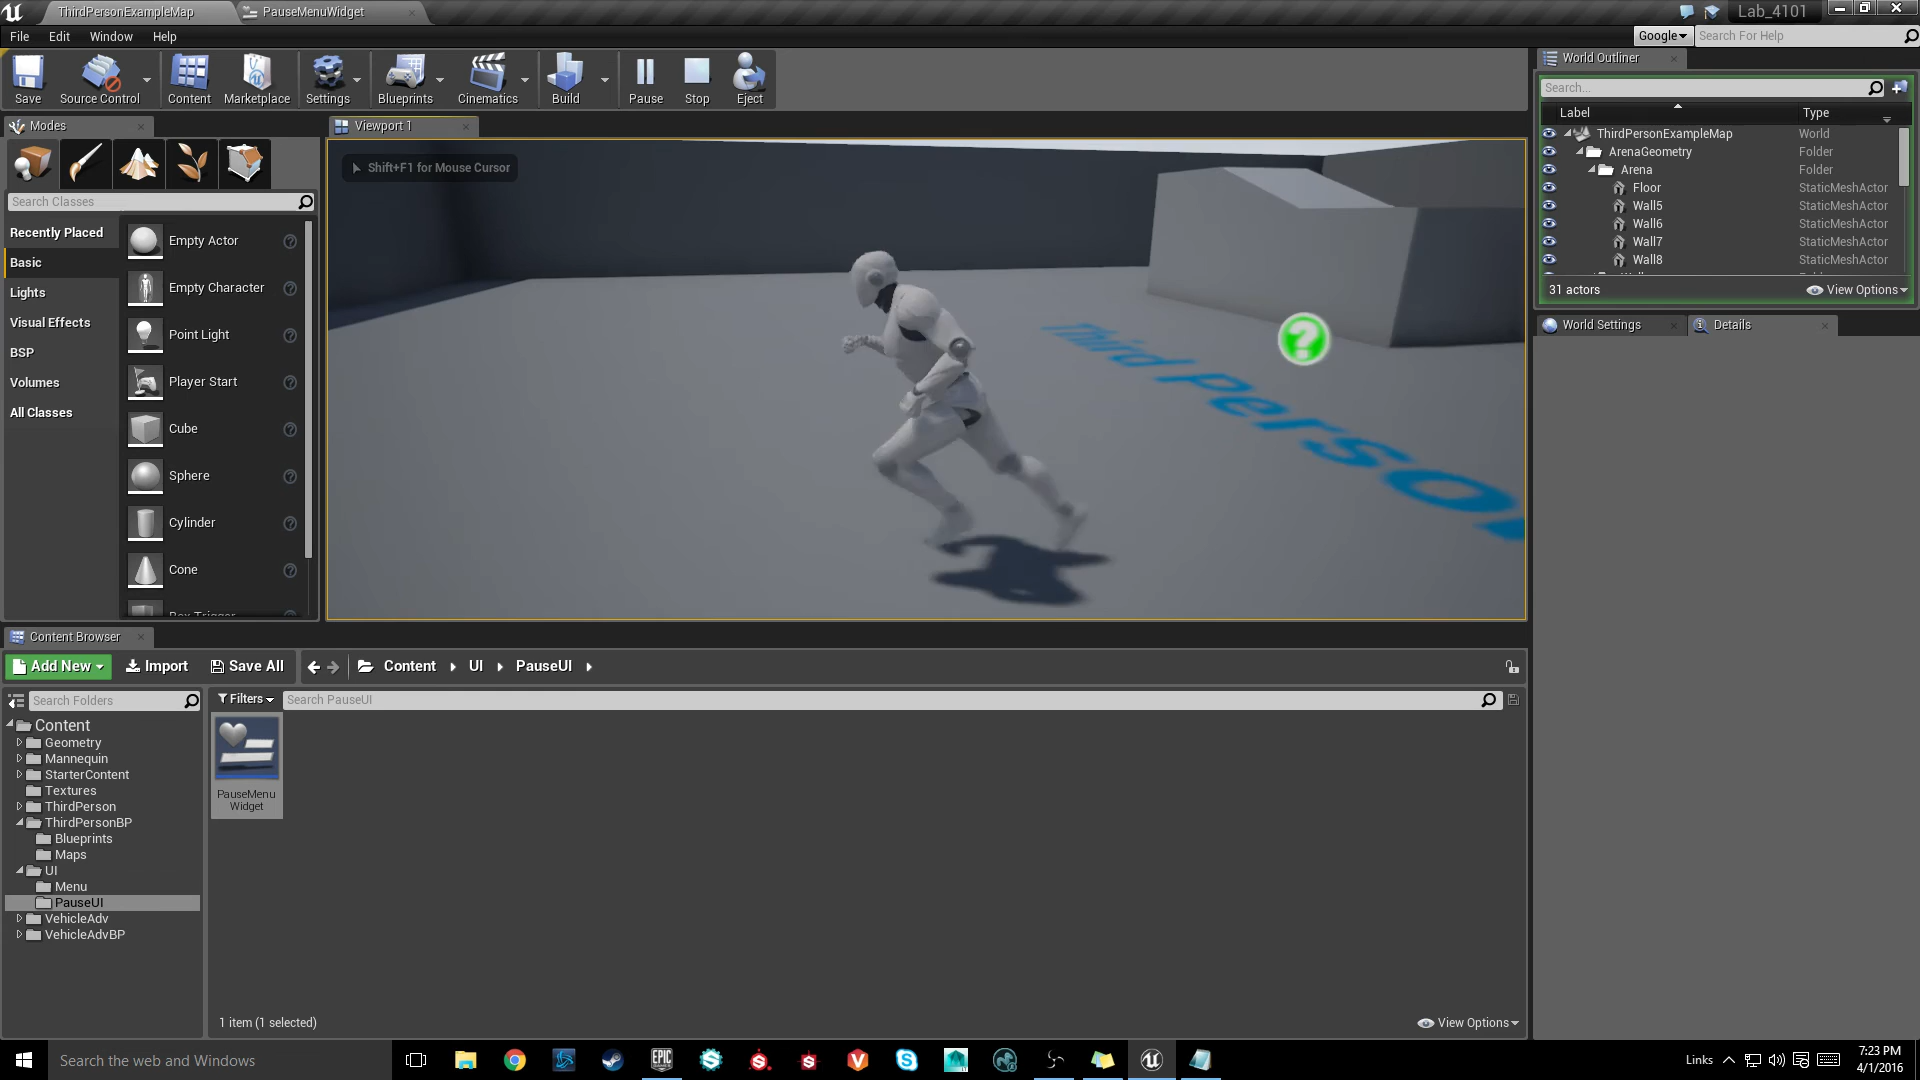 ThirdPersonExampleMap
PauseMenuWidget
Lab_4101
File Edit Window Help
Google
Search For Help
Save
Source Control
Content
Marketplace
Settings
Blueprints
Cinematics
Build
Pause
Stop
Eject
Modes
Search Classes
Recently Placed
Basic
Lights
Visual Effects
BSP
Volumes
All Classes
Empty Actor
Empty Character
Point Light
Player Start
Cube
Sphere
Cylinder
Cone
Box Trigger
Viewport 1
Shift+F1 for Mouse Cursor
Third Person
World Outliner
Search...
Label Type
ThirdPersonExampleMap World
ArenaGeometry Folder
Arena Folder
Floor StaticMeshActor
Wall5 StaticMeshActor
Wall6 StaticMeshActor
Wall7 StaticMeshActor
Wall8 StaticMeshActor
31 actors
View Options
World Settings
Details
Content Browser
Add New
Import
Save All
Content
UI
PauseUI
Search Folders
Filters
Search PauseUI
Content
Geometry
Mannequin
StarterContent
Textures
ThirdPerson
ThirdPersonBP
Blueprints
Maps
UI
Menu
PauseUI
VehicleAdv
VehicleAdvBP
PauseMenu
Widget
1 item (1 selected)
View Options
Search the web and Windows
EPIC
Links
7:23 PM
4/1/2016